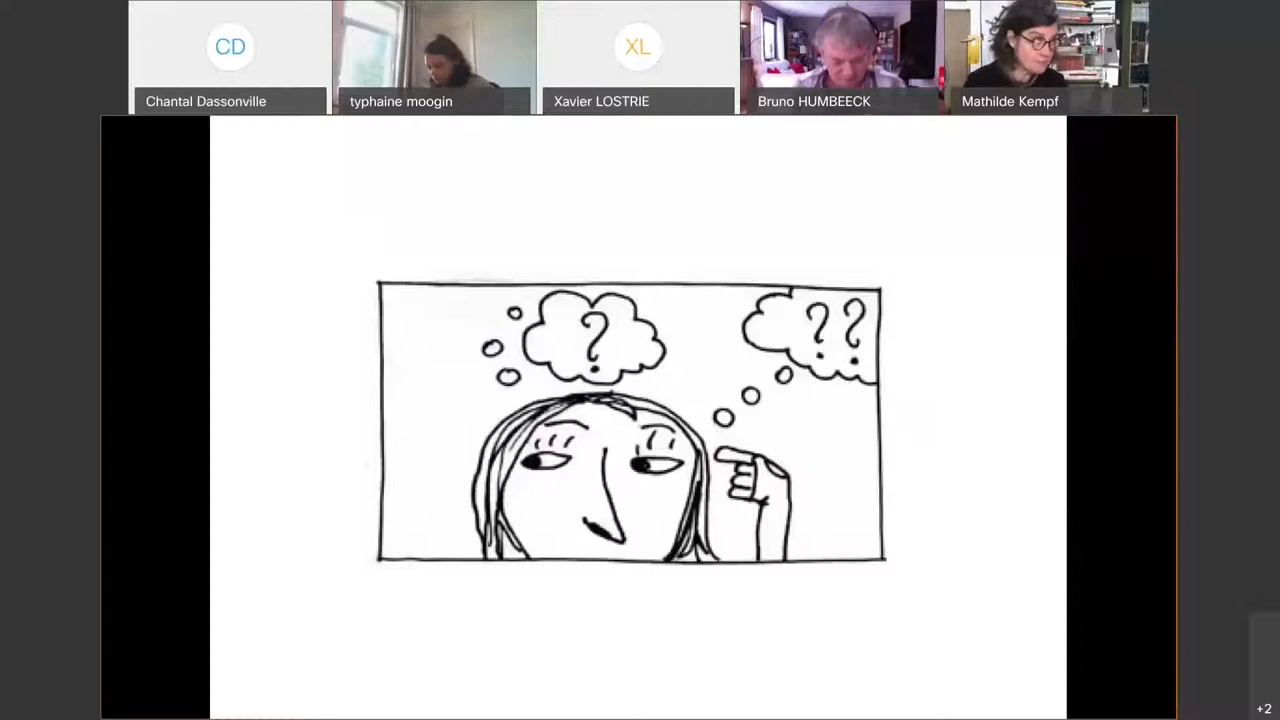 CD
XL
Chantal Dassonville
typhaine moogin
Xavier LOSTRIE
Bruno HUMBEECK
Mathilde Kempf
?
??
+2